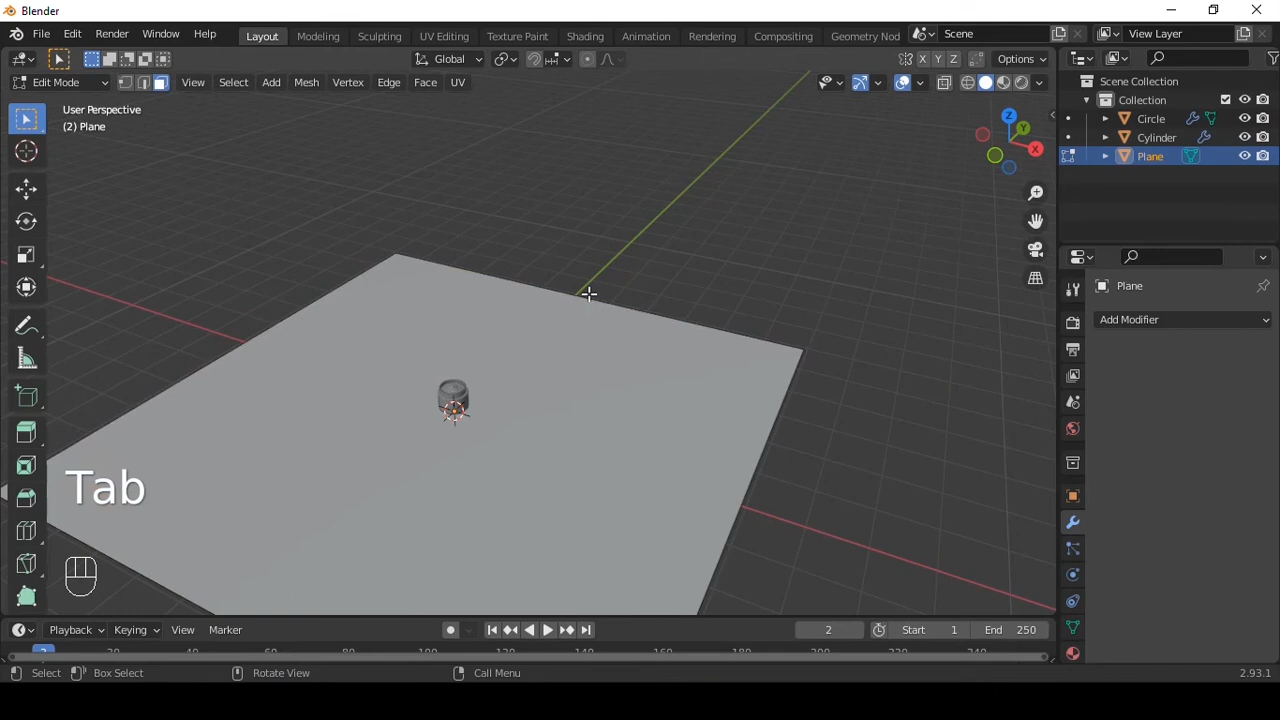 Blender
File Edit Render Window Help Layout Modeling Sculpting UV Editing Texture Paint Shading Animation Rendering Compositing Geometry Nod Scene View Layer
Global X Y Z Options
Edit Mode View Select Add Mesh Vertex Edge Face UV
Scene Collection
Collection
Circle
Cylinder
Plane
User Perspective
(2) Plane
Z
Y
X
Plane
Add Modifier
Tab
Playback Keying View Marker 2 Start 1 End 250
Select Box Select Rotate View Call Menu 2.93.1